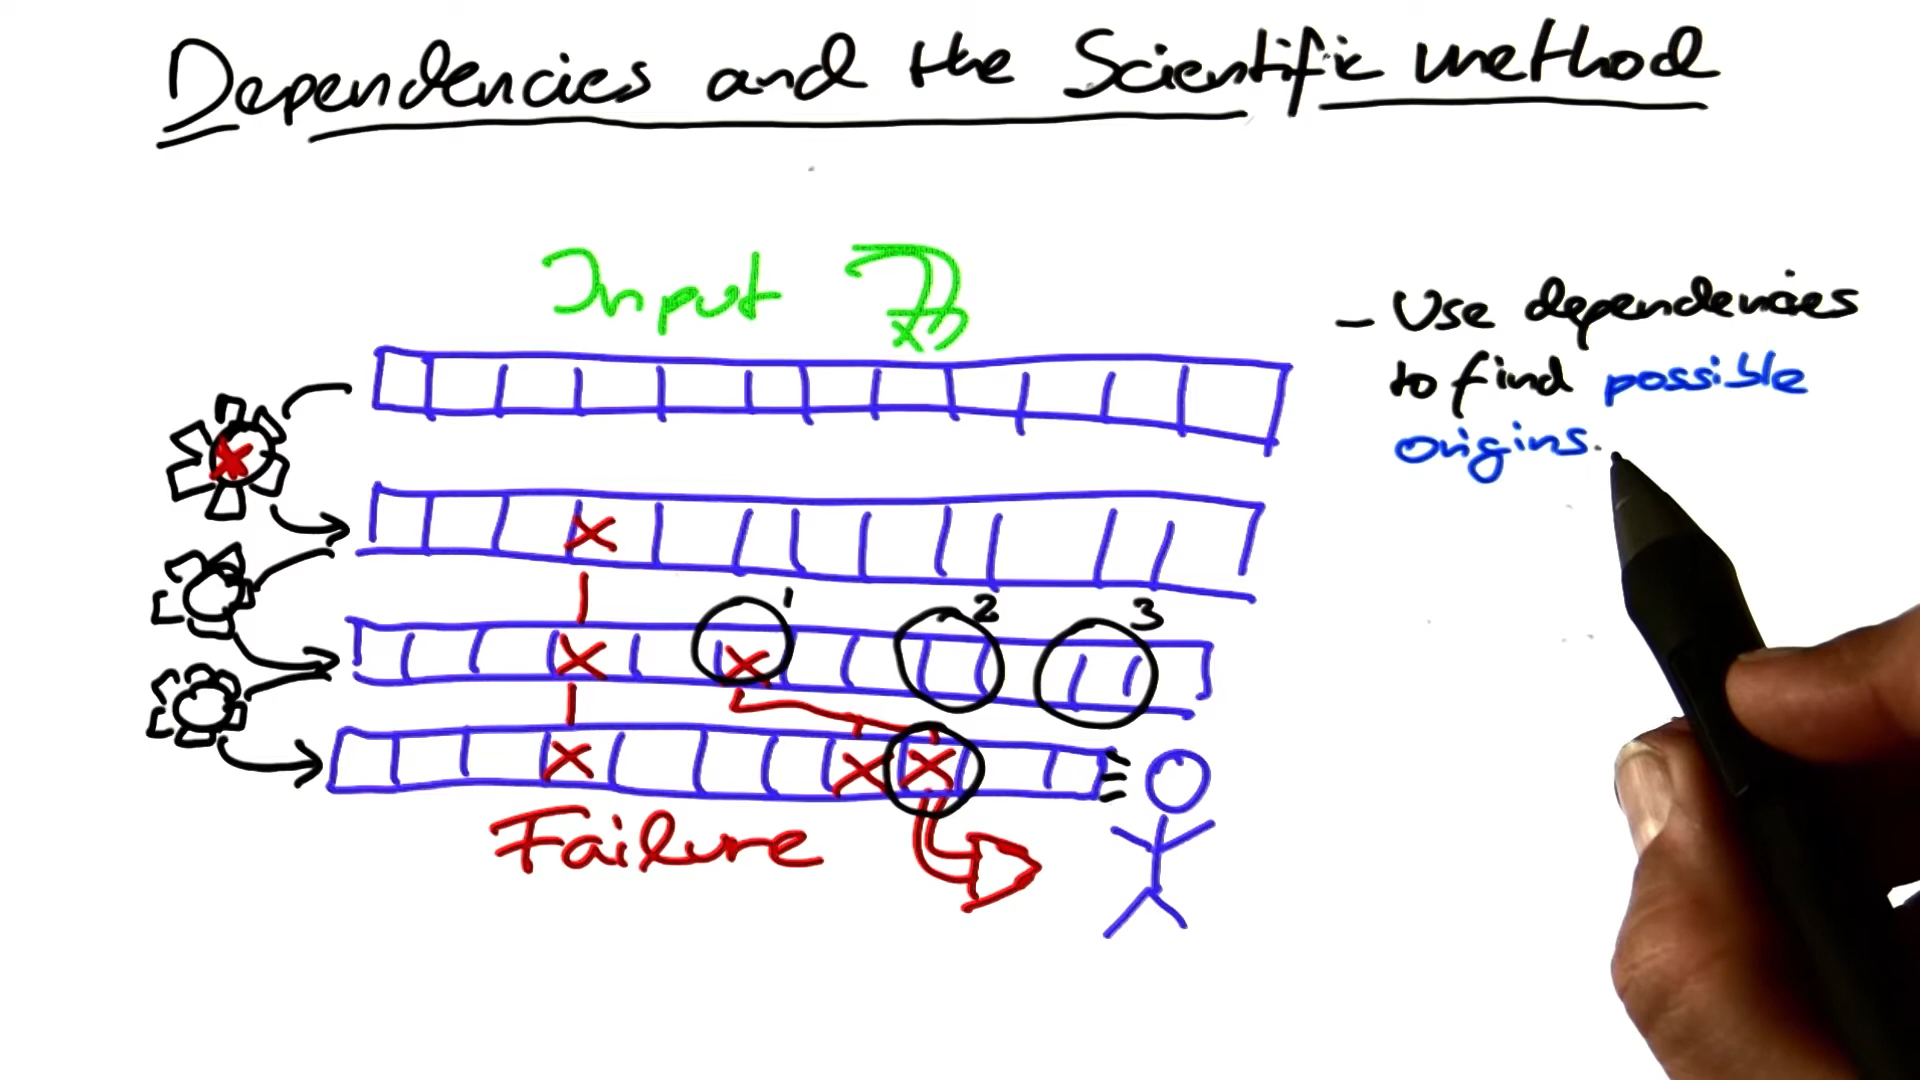 Dependencies and the Scientific method
Input
- Use dependencies
to find possible
origins.
1
2
3
Failure